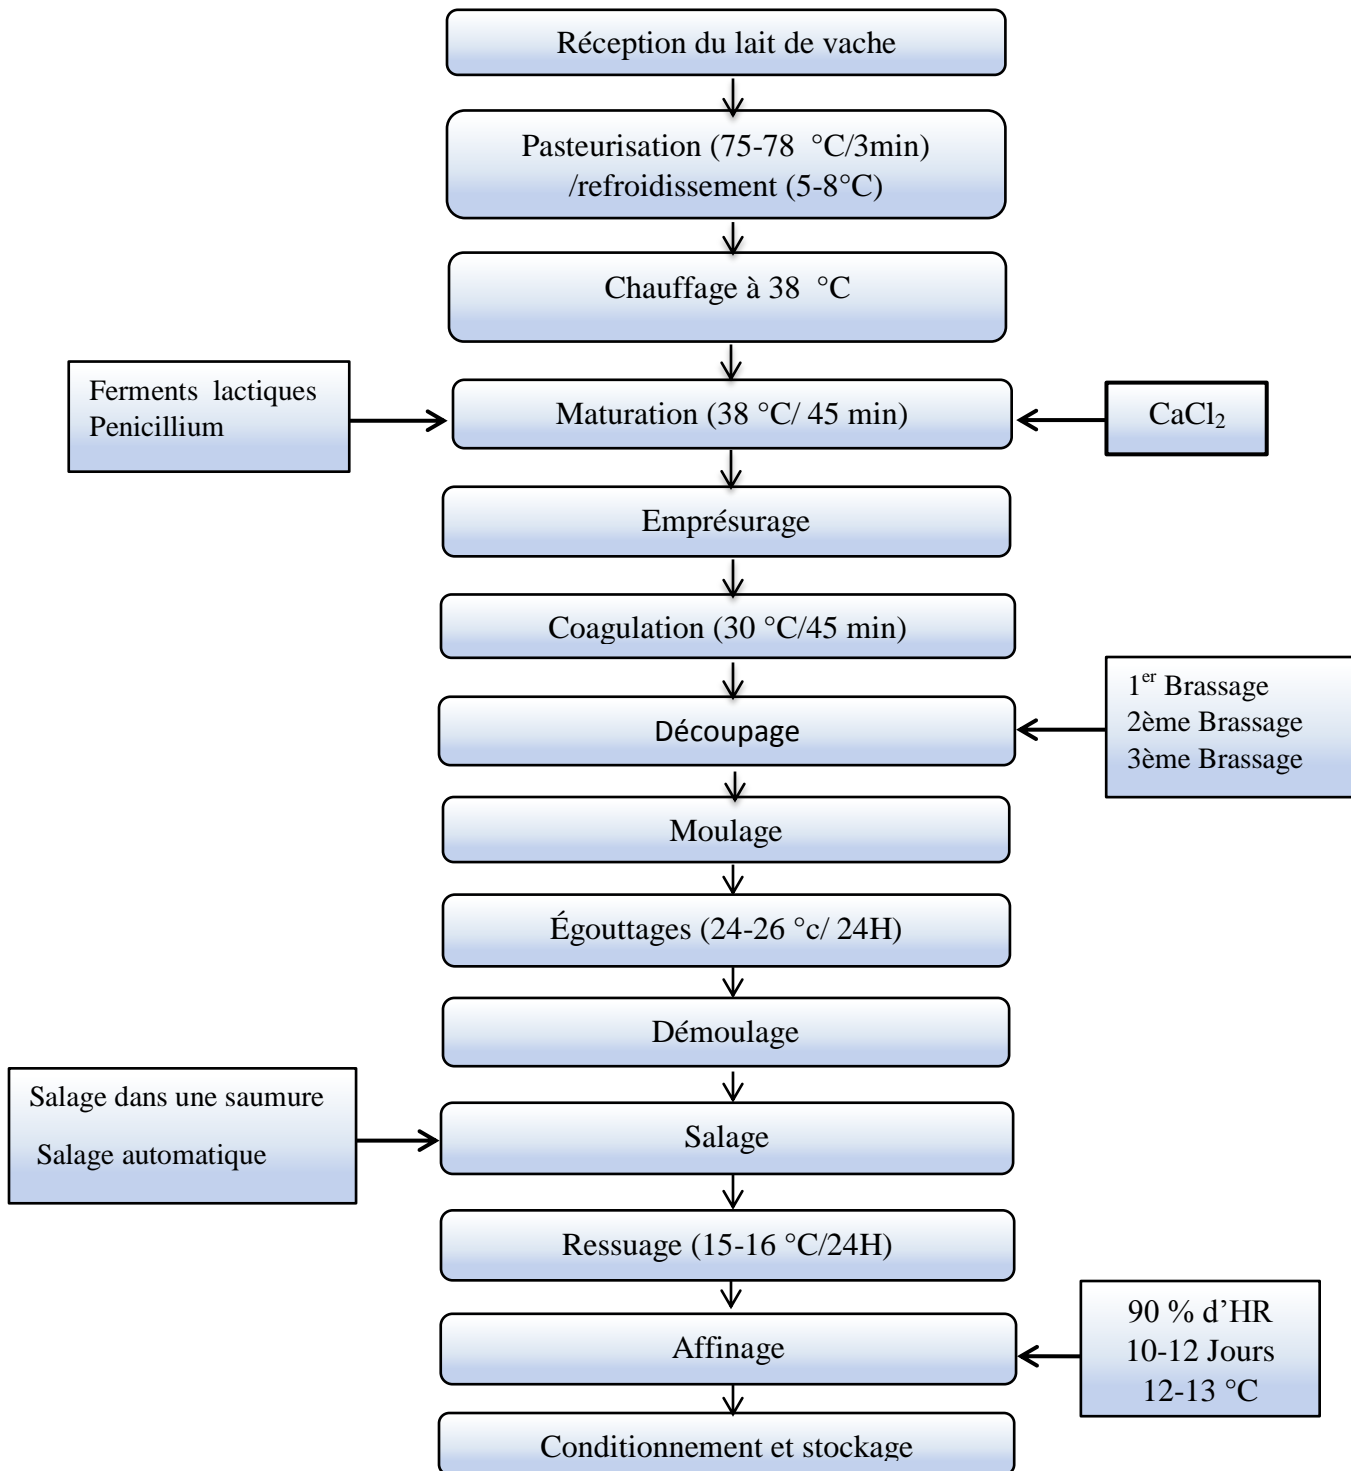 Réception du lait de vache
Pasteurisation (75-78 °C/3min)
/refroidissement (5-8°C)
Chauffage à 38 °C
Ferments lactiques
Penicillium
Maturation (38 °C/ 45 min)
CaCl₂
Emprésurage
Coagulation (30 °C/45 min)
Découpage
1er Brassage
2ème Brassage
3ème Brassage
Moulage
Égouttages (24-26 °c/ 24H)
Démoulage
Salage dans une saumure
Salage automatique
Salage
Ressuage (15-16 °C/24H)
Affinage
90 % d’HR
10-12 Jours
12-13 °C
Conditionnement et stockage